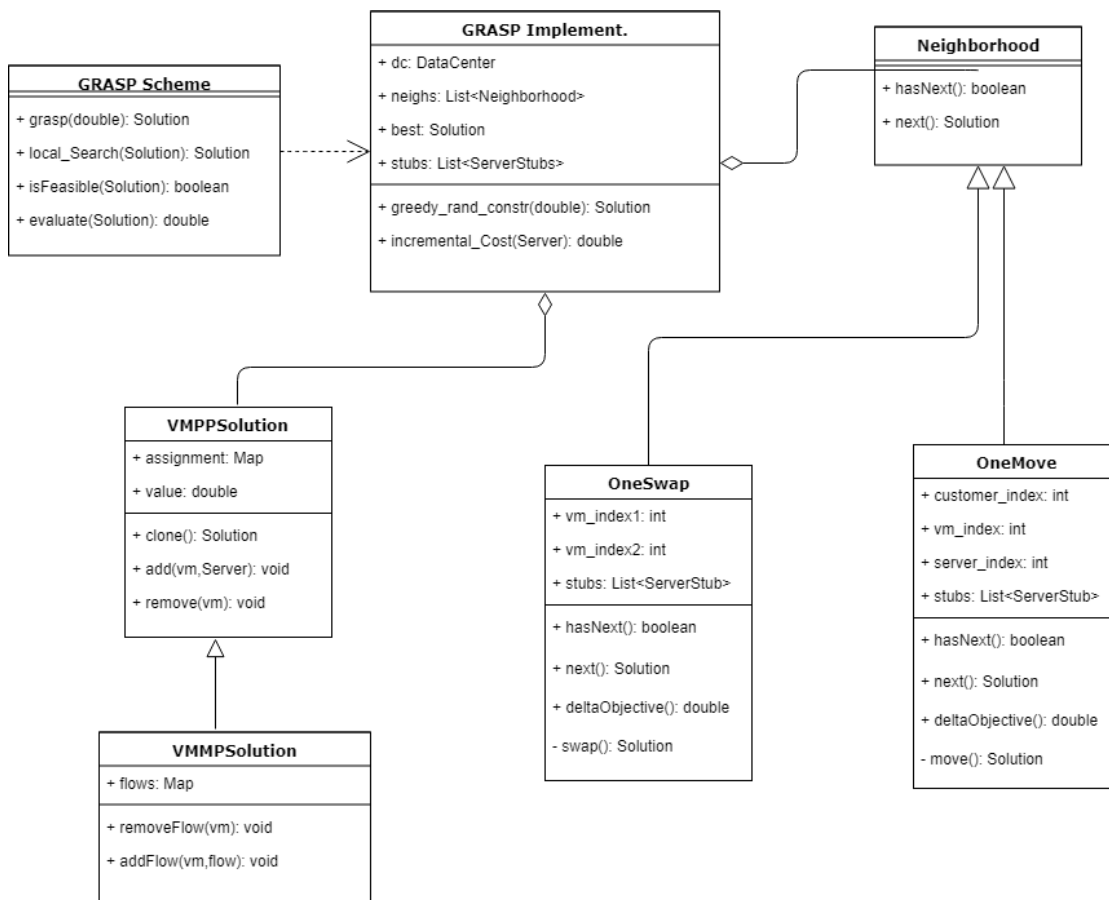 GRASP Scheme
+ grasp(double): Solution
+ local_Search(Solution): Solution
+ isFeasible(Solution): boolean
+ evaluate(Solution): double
GRASP Implement.
+ dc: DataCenter
+ neighs: List<Neighborhood>
+ best: Solution
+ stubs: List<ServerStubs>
+ greedy_rand_constr(double): Solution
+ incremental_Cost(Server): double
Neighborhood
+ hasNext(): boolean
+ next(): Solution
VMPPSolution
+ assignment: Map
+ value: double
+ clone(): Solution
+ add(vm,Server): void
+ remove(vm): void
OneSwap
+ vm_index1: int
+ vm_index2: int
+ stubs: List<ServerStub>
+ hasNext(): boolean
+ next(): Solution
+ deltaObjective(): double
- swap(): Solution
OneMove
+ customer_index: int
+ vm_index: int
+ server_index: int
+ stubs: List<ServerStub>
+ hasNext(): boolean
+ next(): Solution
+ deltaObjective(): double
- move(): Solution
VMMPSolution
+ flows: Map
+ removeFlow(vm): void
+ addFlow(vm,flow): void